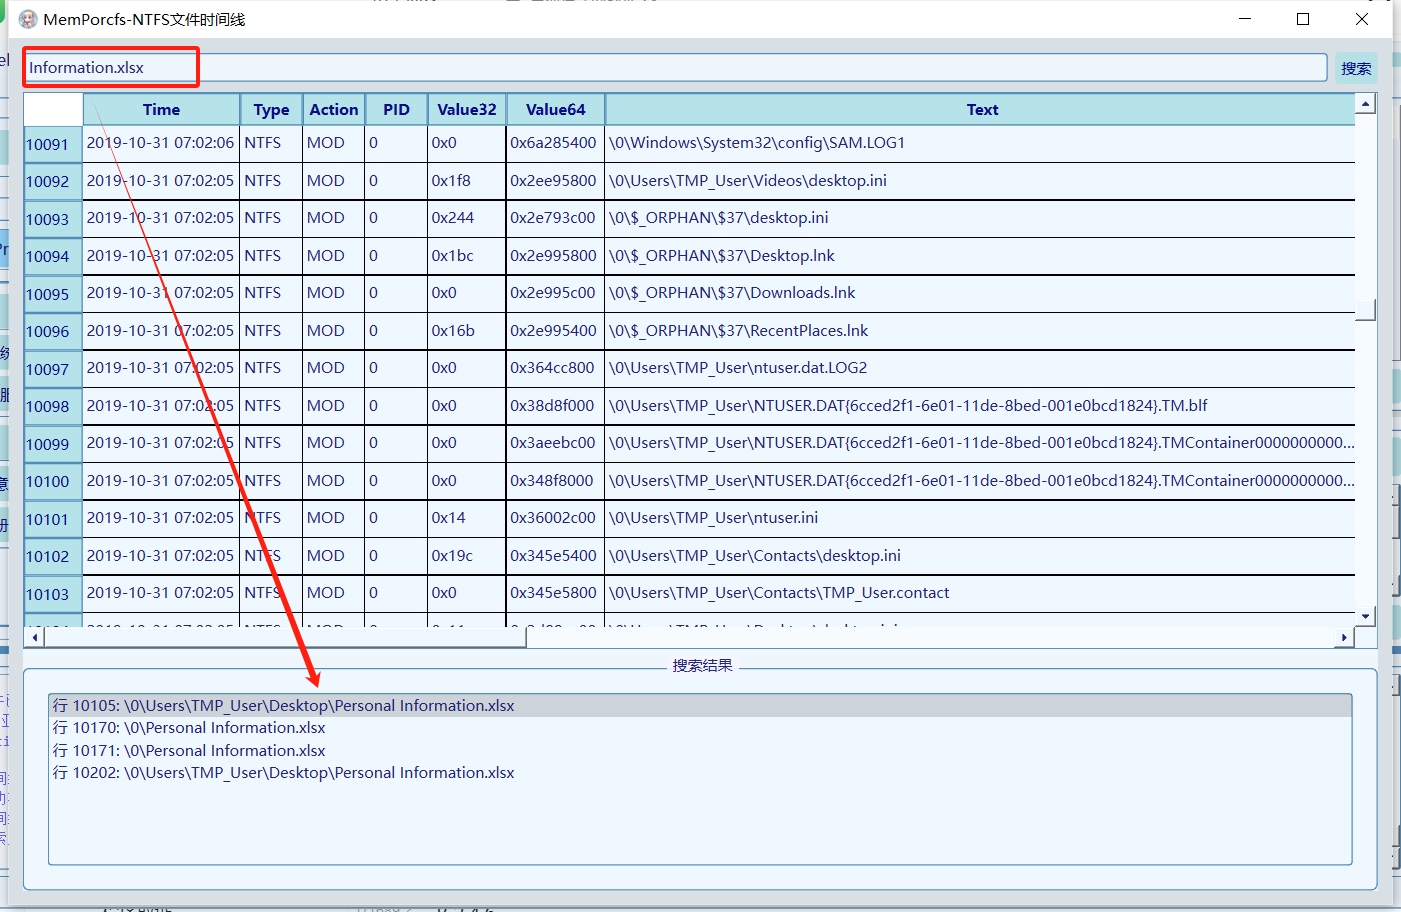 MemPorcfs-NTFS文件时间线
Information.xlsx
搜索
Time Type Action PID Value32 Value64 Text
10091 2019-10-31 07:02:06 NTFS MOD 0 0x0 0x6a285400 \0\Windows\System32\config\SAM.LOG1
10092 2019-10-31 07:02:05 NTFS MOD 0 0x1f8 0x2ee95800 \0\Users\TMP_User\Videos\desktop.ini
10093 2019-10-31 07:02:05 NTFS MOD 0 0x244 0x2e793c00 \0\$_ORPHAN\$37\desktop.ini
10094 2019-10-31 07:02:05 NTFS MOD 0 0x1bc 0x2e995800 \0\$_ORPHAN\$37\Desktop.lnk
10095 2019-10-31 07:02:05 NTFS MOD 0 0x0 0x2e995c00 \0\$_ORPHAN\$37\Downloads.lnk
10096 2019-10-31 07:02:05 NTFS MOD 0 0x16b 0x2e995400 \0\$_ORPHAN\$37\RecentPlaces.lnk
10097 2019-10-31 07:02:05 NTFS MOD 0 0x0 0x364cc800 \0\Users\TMP_User\ntuser.dat.LOG2
10098 2019-10-31 07:02:05 NTFS MOD 0 0x0 0x38d8f000 \0\Users\TMP_User\NTUSER.DAT{6cced2f1-6e01-11de-8bed-001e0bcd1824}.TM.blf
10099 2019-10-31 07:02:05 NTFS MOD 0 0x0 0x3aeebc00 \0\Users\TMP_User\NTUSER.DAT{6cced2f1-6e01-11de-8bed-001e0bcd1824}.TMContainer0000000000...
10100 2019-10-31 07:02:05 NTFS MOD 0 0x0 0x348f8000 \0\Users\TMP_User\NTUSER.DAT{6cced2f1-6e01-11de-8bed-001e0bcd1824}.TMContainer0000000000...
10101 2019-10-31 07:02:05 NTFS MOD 0 0x14 0x36002c00 \0\Users\TMP_User\ntuser.ini
10102 2019-10-31 07:02:05 NTFS MOD 0 0x19c 0x345e5400 \0\Users\TMP_User\Contacts\desktop.ini
10103 2019-10-31 07:02:05 NTFS MOD 0 0x0 0x345e5800 \0\Users\TMP_User\Contacts\TMP_User.contact
搜索结果
行 10105: \0\Users\TMP_User\Desktop\Personal Information.xlsx
行 10170: \0\Personal Information.xlsx
行 10171: \0\Personal Information.xlsx
行 10202: \0\Users\TMP_User\Desktop\Personal Information.xlsx